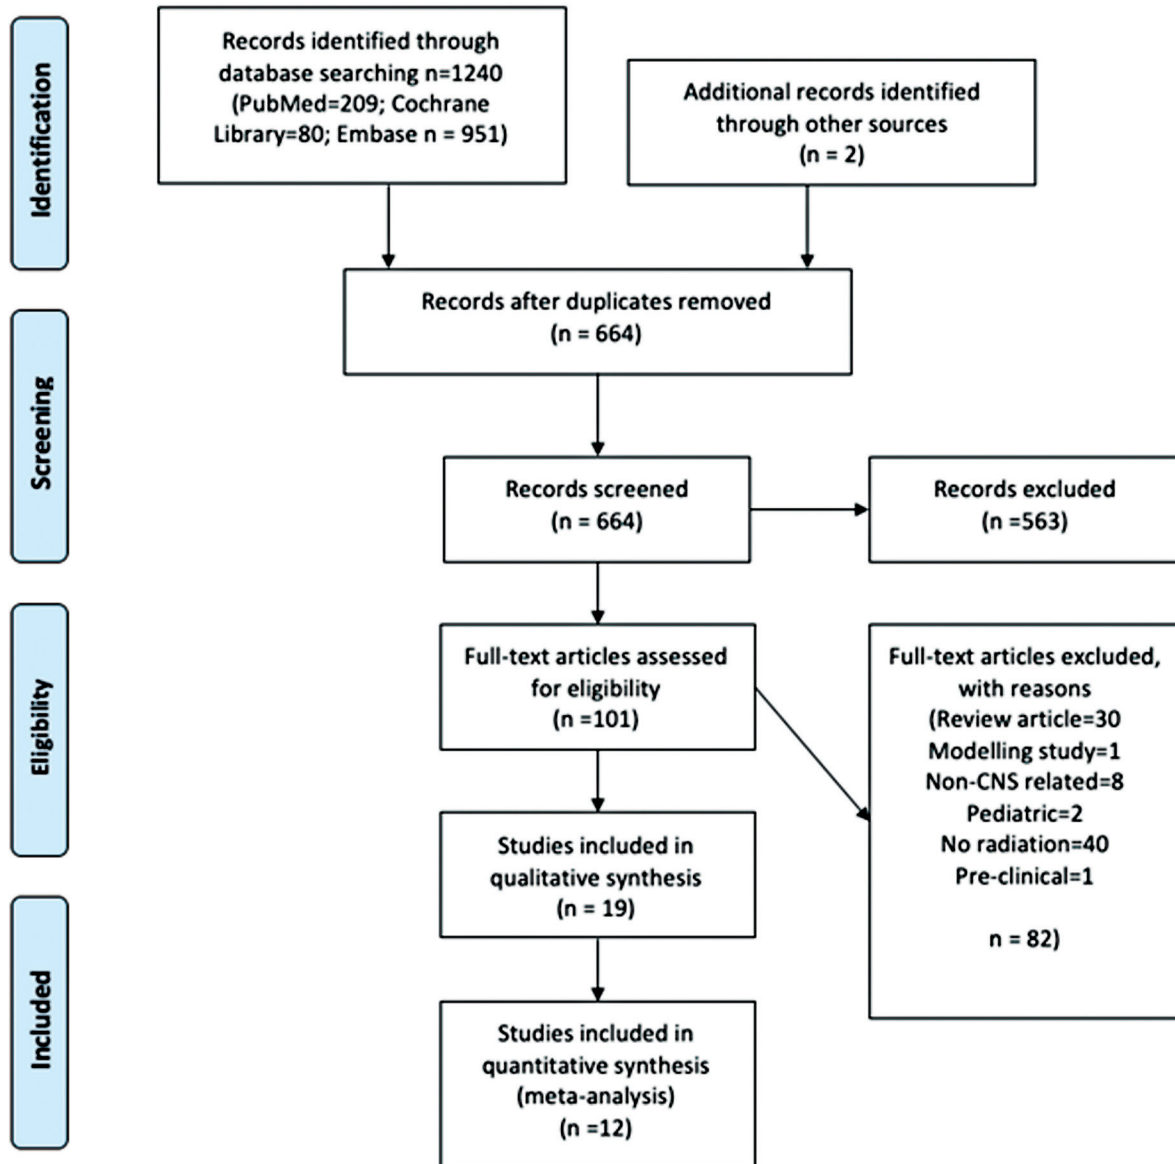 Identification
Records identified through
database searching n=1240
(PubMed=209; Cochrane
Library=80; Embase n = 951)
Additional records identified
through other sources
(n = 2)
Records after duplicates removed
(n = 664)
Screening
Records screened
(n = 664)
Records excluded
(n =563)
Eligibility
Full-text articles assessed
for eligibility
(n =101)
Full-text articles excluded,
with reasons
(Review article=30
Modelling study=1
Non-CNS related=8
Pediatric=2
No radiation=40
Pre-clinical=1
n = 82)
Studies included in
qualitative synthesis
(n = 19)
Included
Studies included in
quantitative synthesis
(meta-analysis)
(n =12)